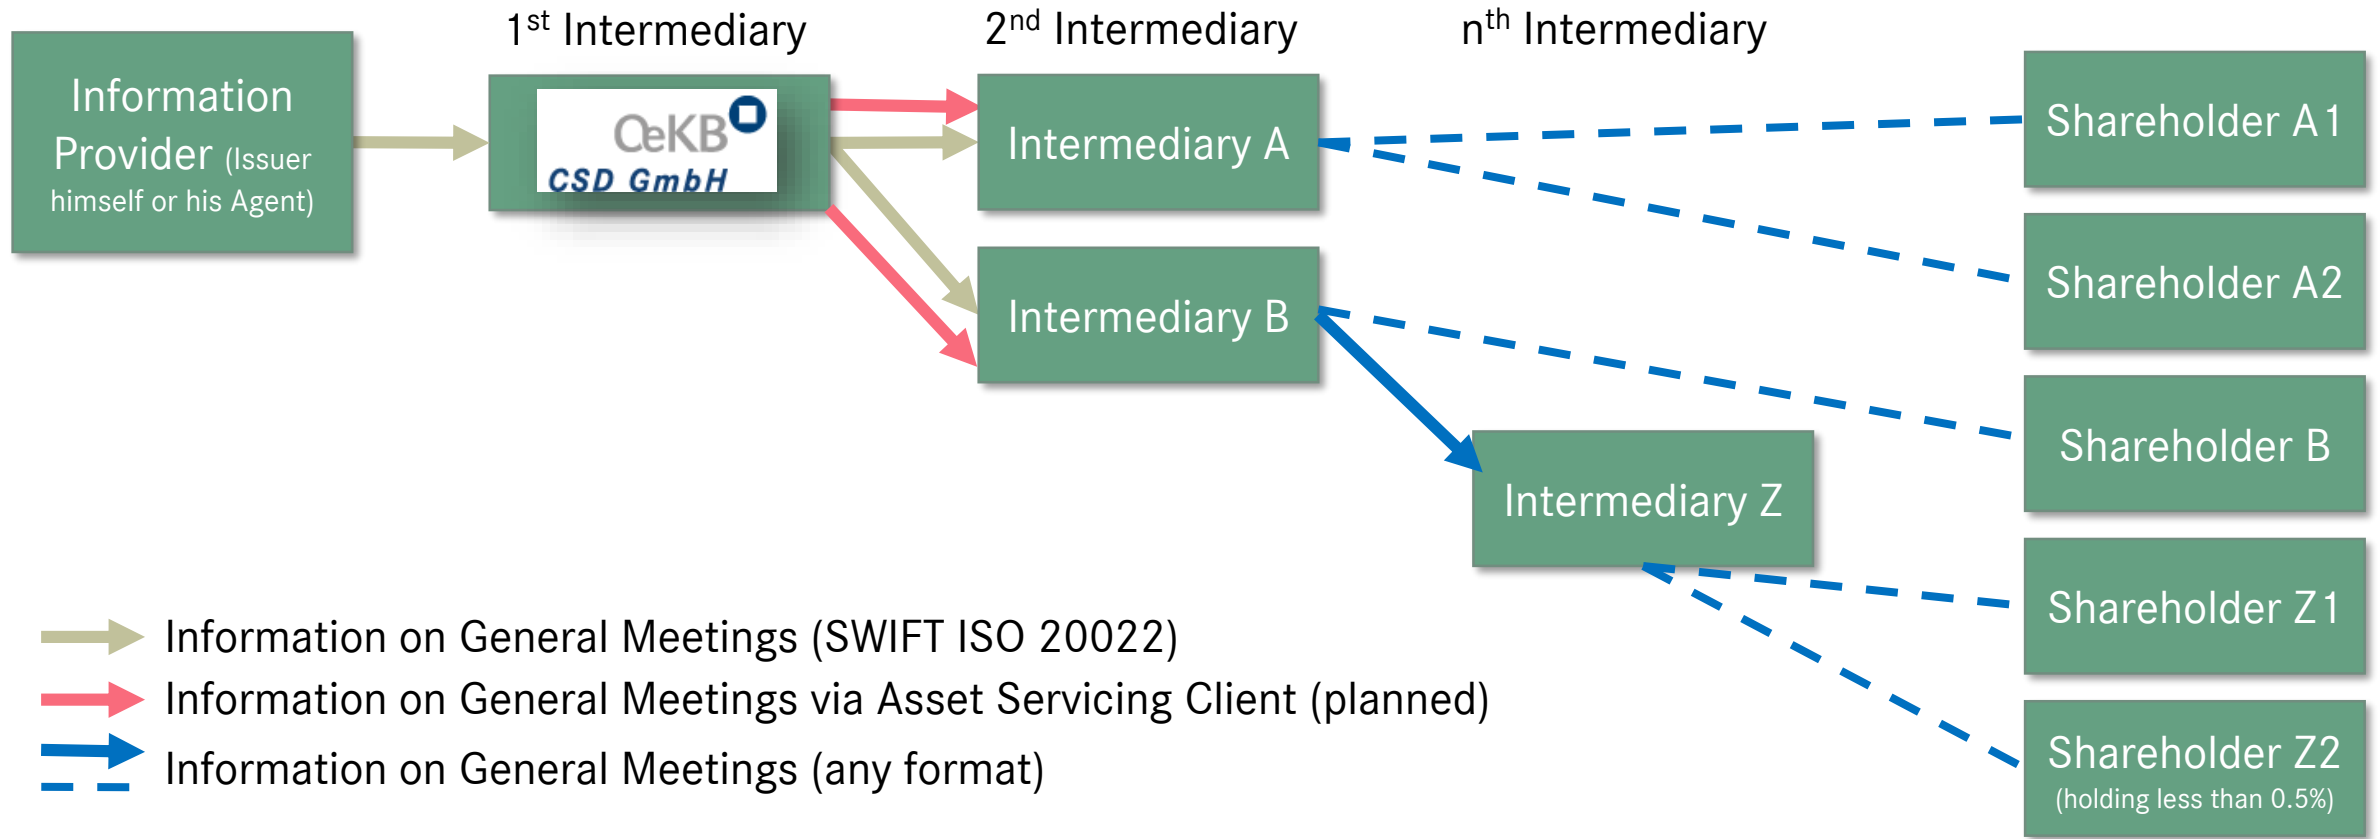 1st Intermediary
2nd Intermediary
nth Intermediary
Information
Provider (Issuer
himself or his Agent)
OeKB
CSD GmbH
Intermediary A
Intermediary B
Intermediary Z
Shareholder A1
Shareholder A2
Shareholder B
Shareholder Z1
Shareholder Z2
(holding less than 0.5%)
Information on General Meetings (SWIFT ISO 20022)
Information on General Meetings via Asset Servicing Client (planned)
Information on General Meetings (any format)